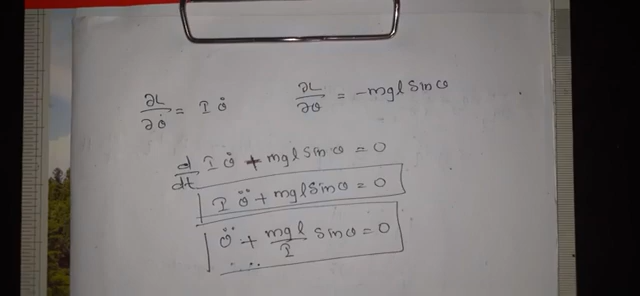 ∂L/∂θ̇ = I θ̇    ∂L/∂θ = -mgl sinθ
d/dt I θ̇ + mgl sinθ = 0
I θ̈ + mgl sinθ = 0
θ̈ + mgl/I sinθ = 0